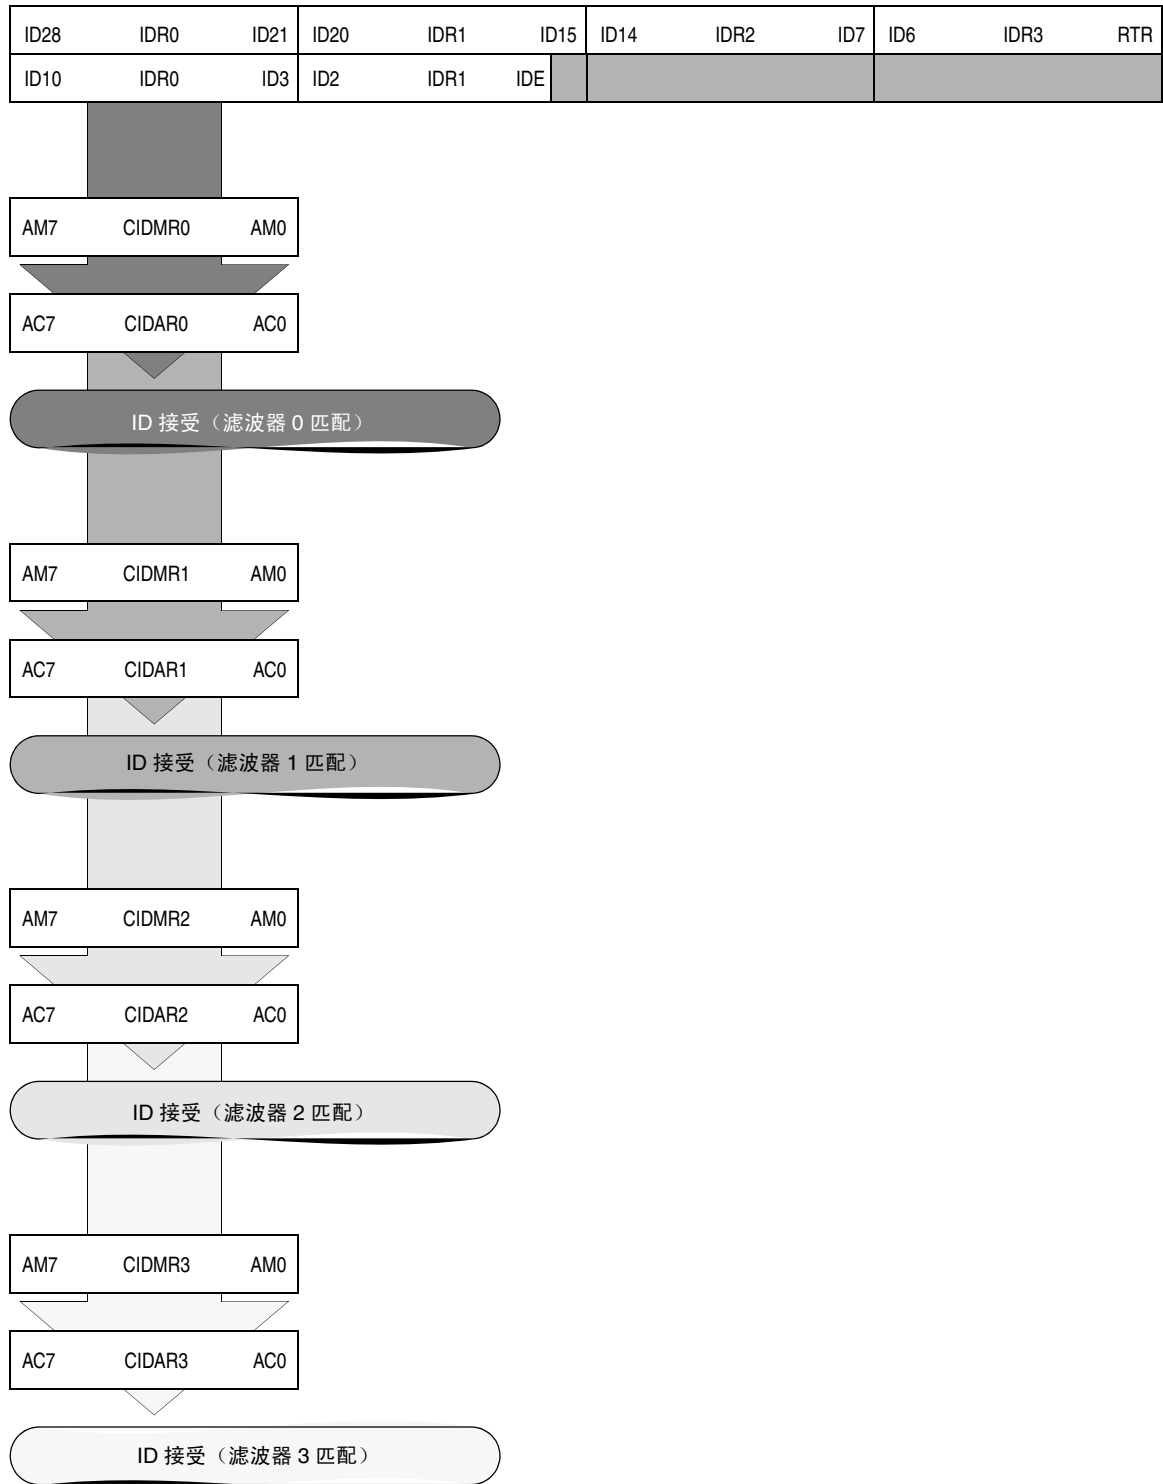 ID28 IDR0 ID21 ID20 IDR1 ID15 ID14 IDR2 ID7 ID6 IDR3 RTR
ID10 IDR0 ID3 ID2 IDR1 IDE
AM7 CIDMR0 AM0
AC7 CIDAR0 AC0
ID 接受（滤波器 0 匹配）
AM7 CIDMR1 AM0
AC7 CIDAR1 AC0
ID 接受（滤波器 1 匹配）
AM7 CIDMR2 AM0
AC7 CIDAR2 AC0
ID 接受（滤波器 2 匹配）
AM7 CIDMR3 AM0
AC7 CIDAR3 AC0
ID 接受（滤波器 3 匹配）